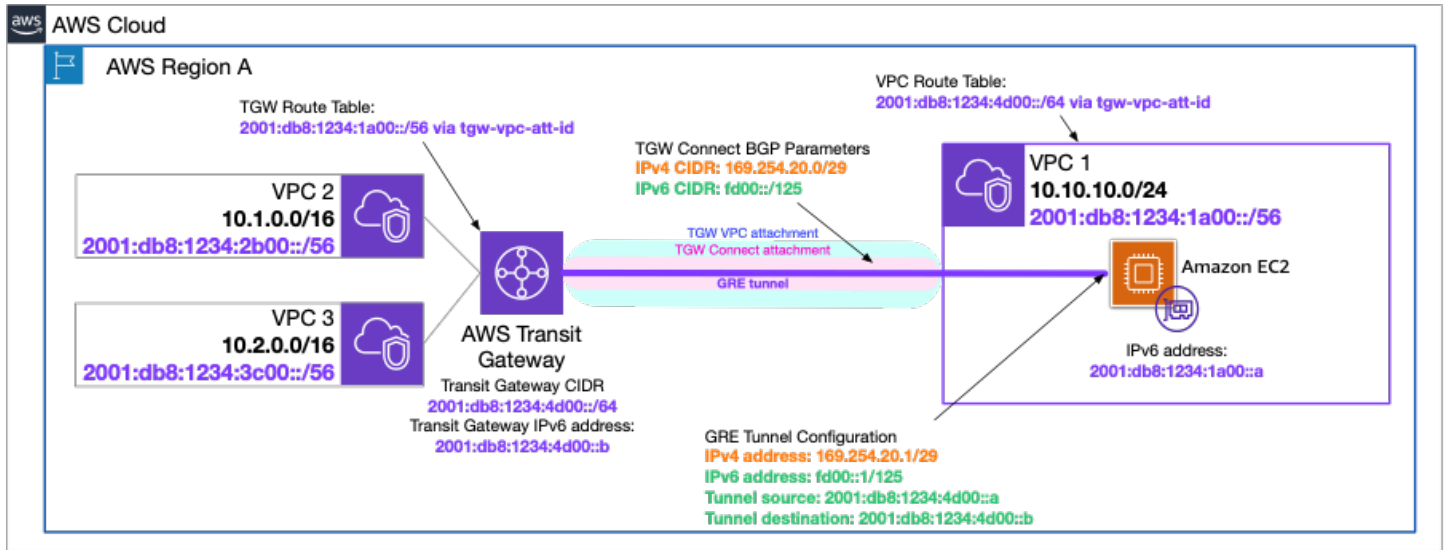 aws
AWS Cloud
AWS Region A
TGW Route Table:
2001:db8:1234:1a00::/56 via tgw-vpc-att-id
VPC Route Table:
2001:db8:1234:4d00::/64 via tgw-vpc-att-id
TGW Connect BGP Parameters
IPv4 CIDR: 169.254.20.0/29
IPv6 CIDR: fd00::/125
VPC 2
10.1.0.0/16
2001:db8:1234:2b00::/56
VPC 3
10.2.0.0/16
2001:db8:1234:3c00::/56
AWS Transit
Gateway
Transit Gateway CIDR
2001:db8:1234:4d00::/64
Transit Gateway IPv6 address:
2001:db8:1234:4d00::b
TGW VPC attachment
TGW Connect attachment
GRE tunnel
VPC 1
10.10.10.0/24
2001:db8:1234:1a00::/56
Amazon EC2
IPv6 address:
2001:db8:1234:1a00::a
GRE Tunnel Configuration
IPv4 address: 169.254.20.1/29
IPv6 address: fd00::1/125
Tunnel source: 2001:db8:1234:4d00::a
Tunnel destination: 2001:db8:1234:4d00::b